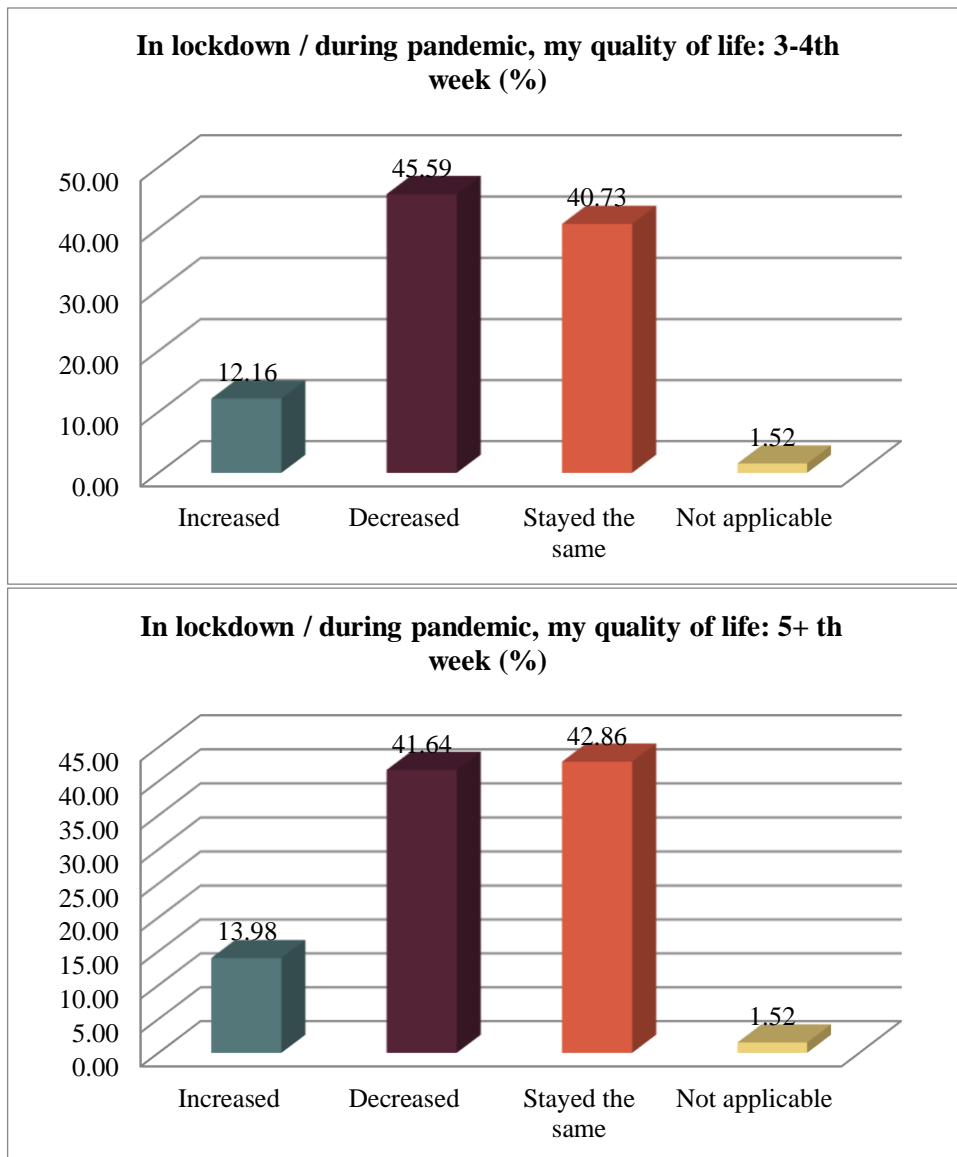 In lockdown / during pandemic, my quality of life: 3-4th
week (%)
50.00
40.00
30.00
20.00
10.00
0.00
12.16
45.59
40.73
1.52
Increased
Decreased
Stayed the
same
Not applicable
In lockdown / during pandemic, my quality of life: 5+ th
week (%)
45.00
40.00
35.00
30.00
25.00
20.00
15.00
10.00
5.00
0.00
13.98
41.64
42.86
1.52
Increased
Decreased
Stayed the
same
Not applicable